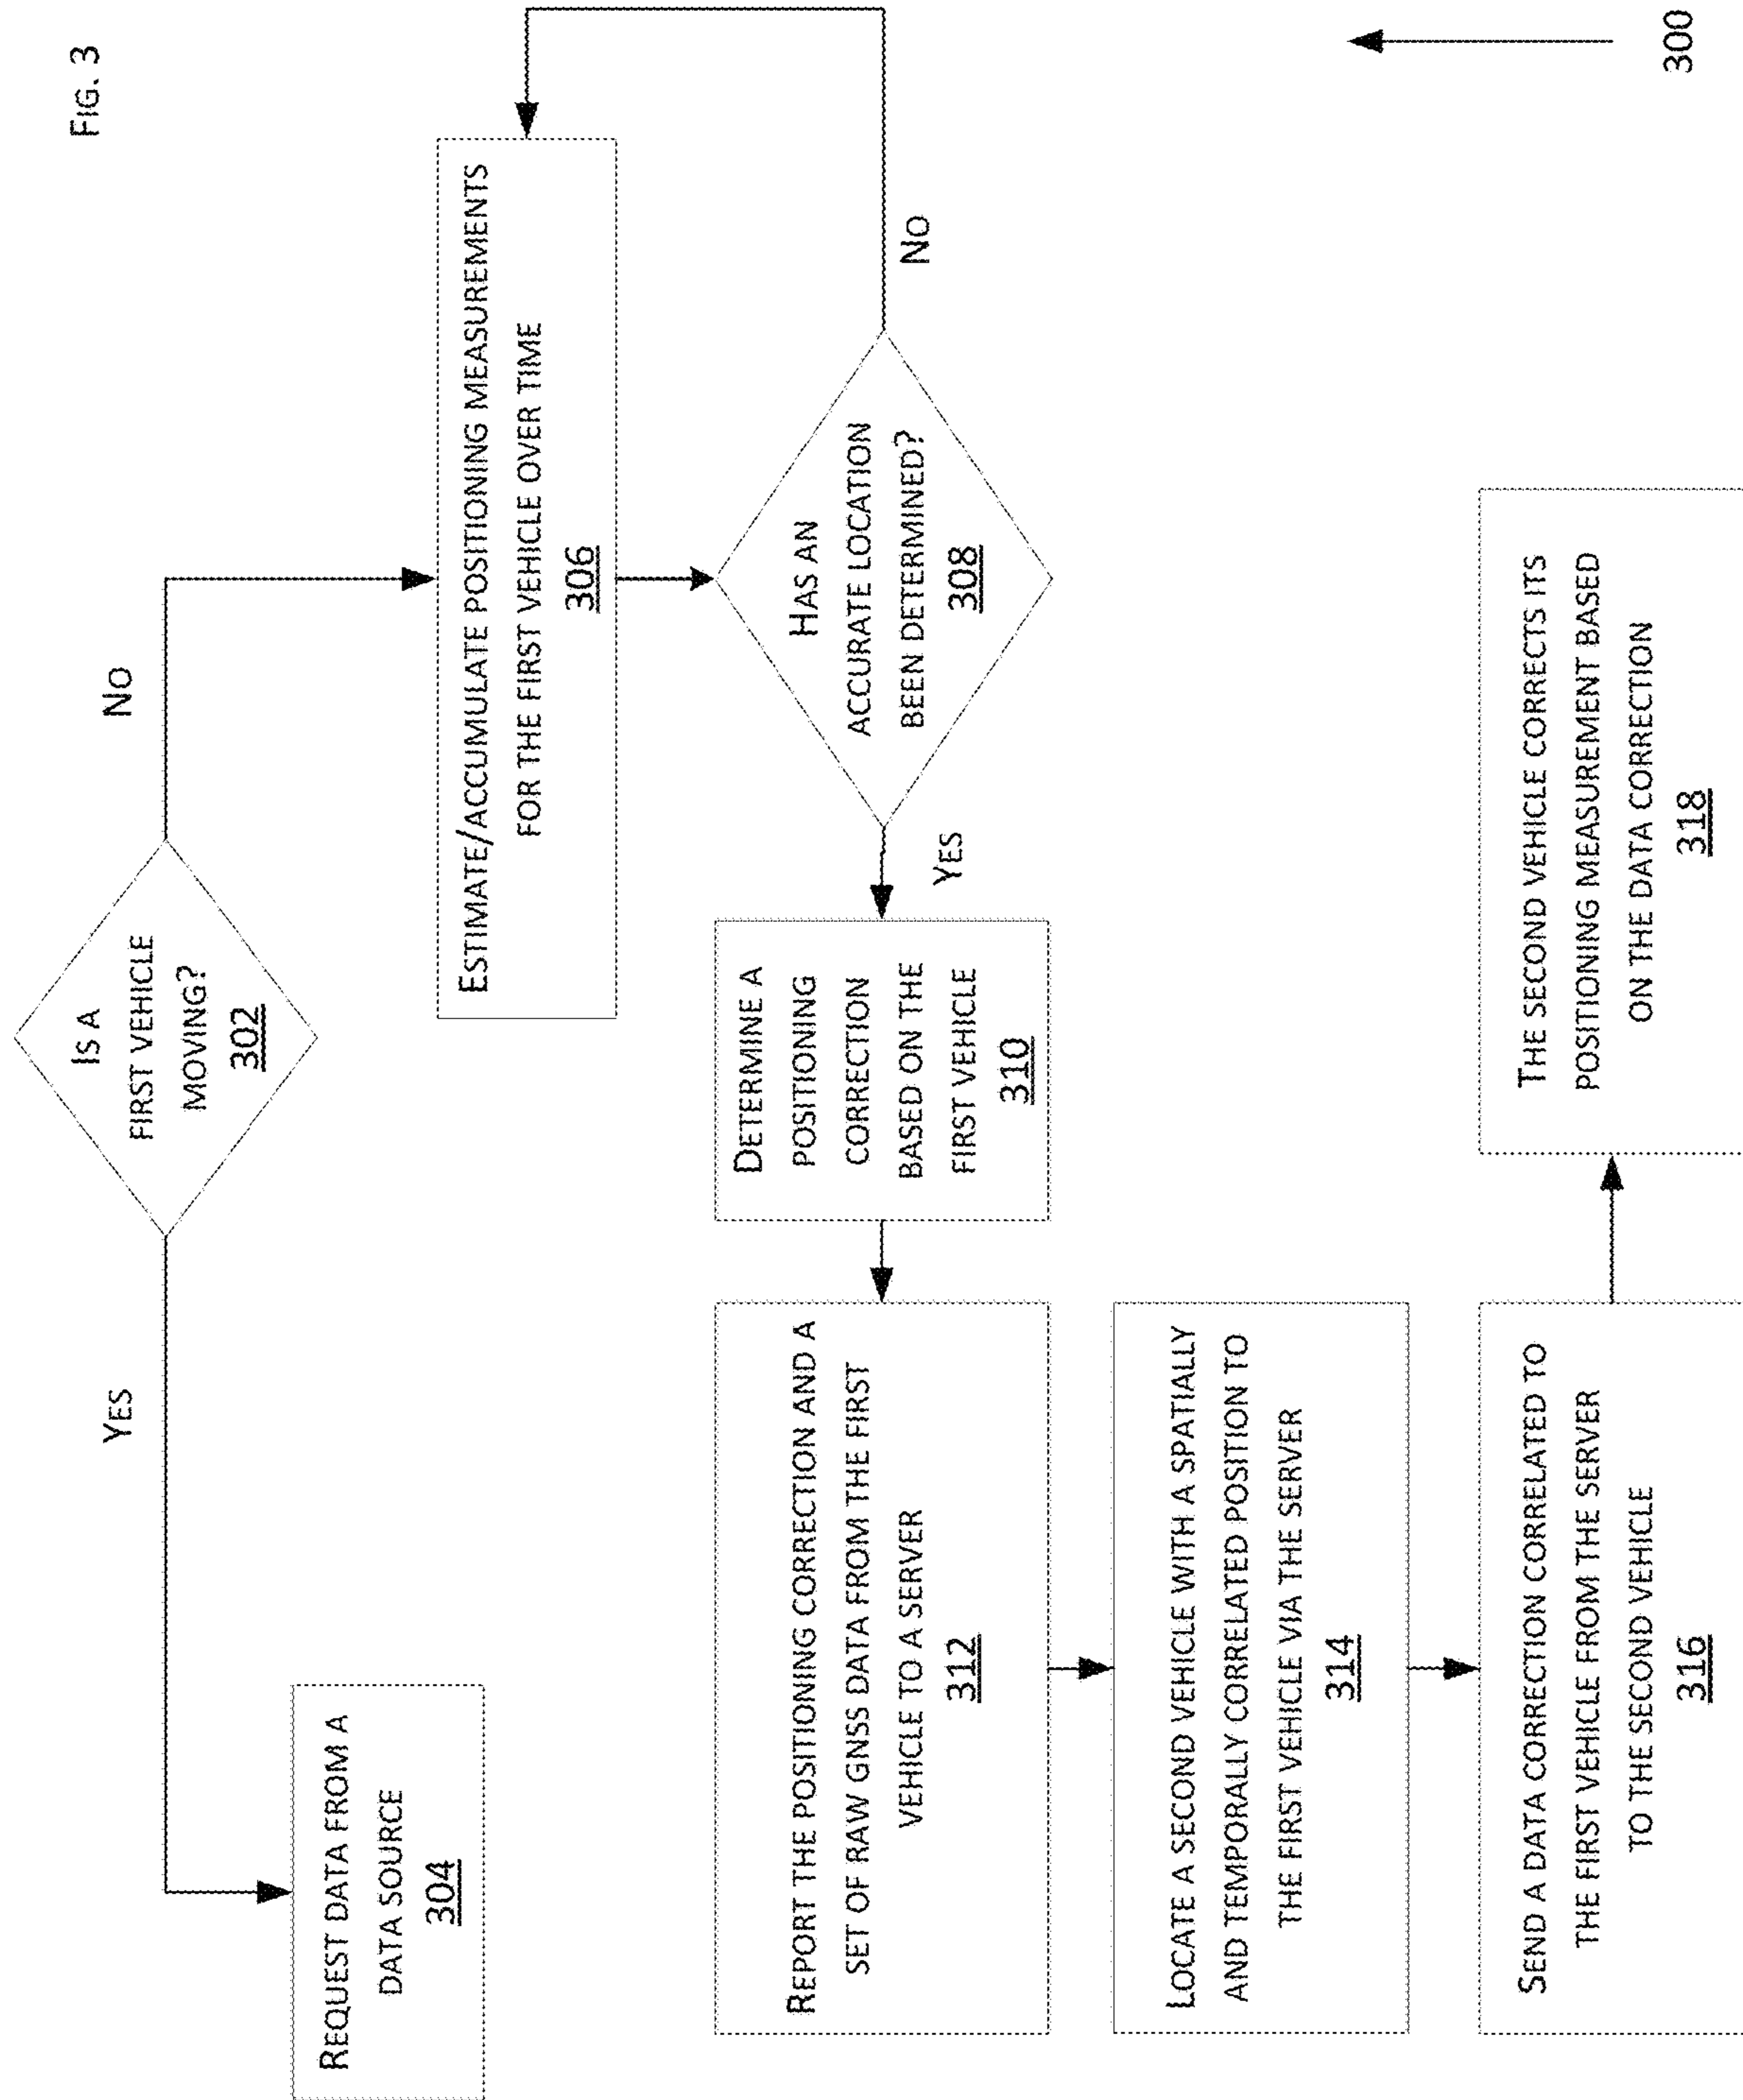 FIG. 3
IS A
FIRST VEHICLE
MOVING?
302
YES
NO
REQUEST DATA FROM A
DATA SOURCE
304
ESTIMATE/ACCUMULATE POSITIONING MEASUREMENTS
FOR THE FIRST VEHICLE OVER TIME
306
HAS AN
ACCURATE LOCATION
BEEN DETERMINED?
308
NO
YES
DETERMINE A
POSITIONING
CORRECTION
BASED ON THE
FIRST VEHICLE
310
REPORT THE POSITIONING CORRECTION AND A
SET OF RAW GNSS DATA FROM THE FIRST
VEHICLE TO A SERVER
312
LOCATE A SECOND VEHICLE WITH A SPATIALLY
AND TEMPORALLY CORRELATED POSITION TO
THE FIRST VEHICLE VIA THE SERVER
314
SEND A DATA CORRECTION CORRELATED TO
THE FIRST VEHICLE FROM THE SERVER
TO THE SECOND VEHICLE
316
THE SECOND VEHICLE CORRECTS ITS
POSITIONING MEASUREMENT BASED
ON THE DATA CORRECTION
318
300